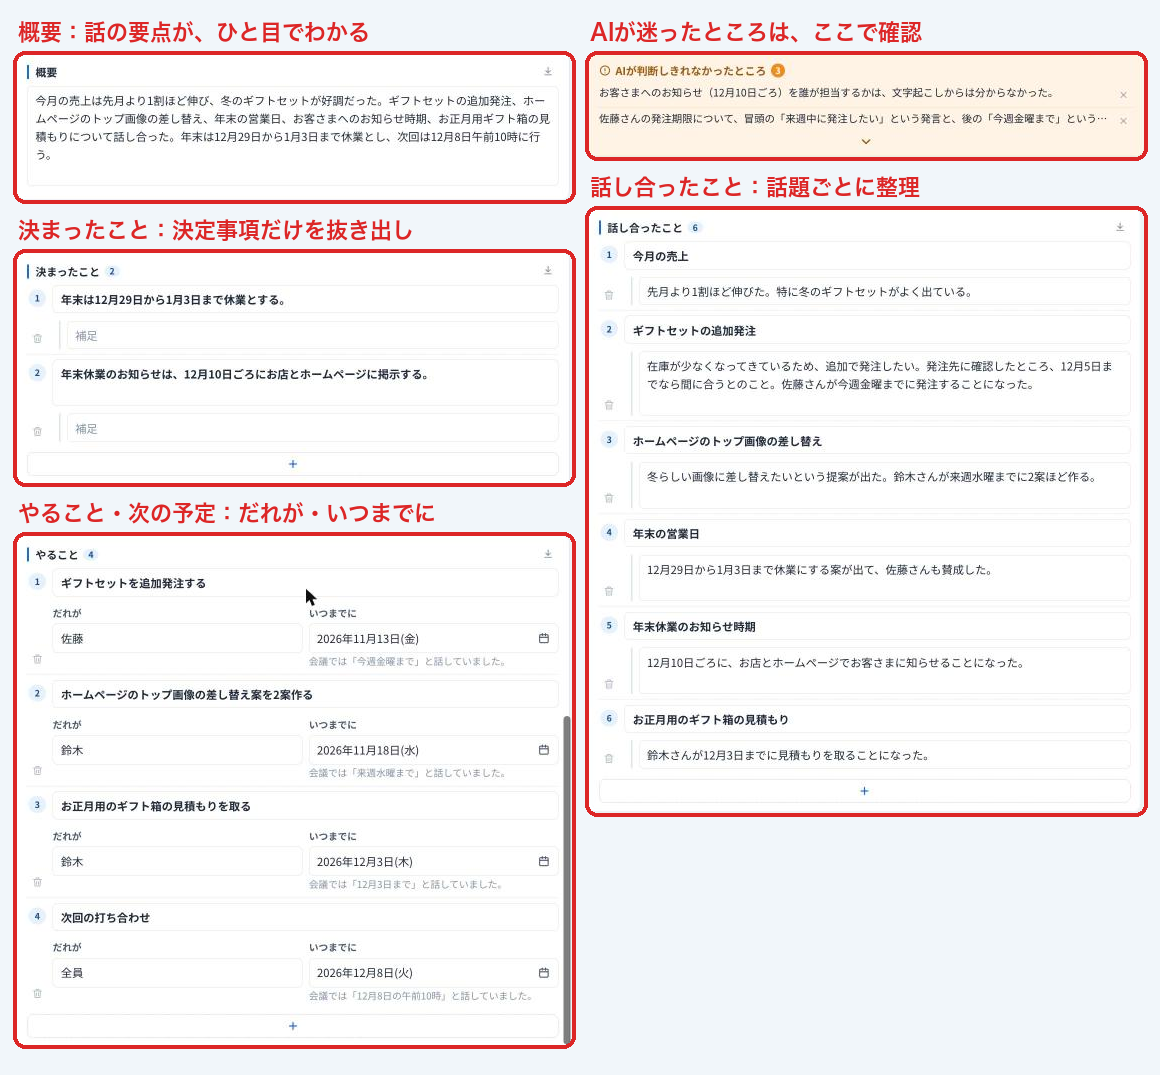 概要：話の要点が、ひと目でわかる
概要
今月の売上は先月より1割ほど伸び、冬のギフトセットが好調だった。ギフトセットの追加発注、ホー
ムページのトップ画像の差し替え、年末の営業日、お客さまへのお知らせ時期、お正月用ギフト箱の見
積もりについて話し合った。年末は12月29日から1月3日まで休業とし、次回は12月8日午前10時に行
う。
決まったこと：決定事項だけを抜き出し
決まったこと 2
1 年末は12月29日から1月3日まで休業とする。
補足
2 年末休業のお知らせは、12月10日ごろにお店とホームページに掲示する。
補足
+
やること・次の予定：だれが・いつまでに
やること 4
1 ギフトセットを追加発注する
だれが いつまでに
佐藤 2026年11月13日(金)
会議では「今週金曜まで」と話していました。
2 ホームページのトップ画像の差し替え案を2案作る
だれが いつまでに
鈴木 2026年11月18日(水)
会議では「来週水曜まで」と話していました。
3 お正月用のギフト箱の見積もりを取る
だれが いつまでに
鈴木 2026年12月3日(木)
会議では「12月3日まで」と話していました。
4 次回の打ち合わせ
だれが いつまでに
全員 2026年12月8日(火)
会議では「12月8日の午前10時」と話していました。
+
AIが迷ったところは、ここで確認
AIが判断しきれなかったところ 3
お客さまへのお知らせ（12月10日ごろ）を誰が担当するかは、文字起こしからは分からなかった。 ×
佐藤さんの発注期限について、冒頭の「来週中に発注したい」という発言と、後の「今週金曜まで」という… ×
話し合ったこと：話題ごとに整理
話し合ったこと 6
1 今月の売上
先月より1割ほど伸びた。特に冬のギフトセットがよく出ている。
2 ギフトセットの追加発注
在庫が少なくなってきているため、追加で発注したい。発注先に確認したところ、12月5日ま
でなら間に合うとのこと。佐藤さんが今週金曜までに発注することになった。
3 ホームページのトップ画像の差し替え
冬らしい画像に差し替えたいという提案が出た。鈴木さんが来週水曜までに2案ほど作る。
4 年末の営業日
12月29日から1月3日まで休業にする案が出て、佐藤さんも賛成した。
5 年末休業のお知らせ時期
12月10日ごろに、お店とホームページでお客さまに知らせることになった。
6 お正月用のギフト箱の見積もり
鈴木さんが12月3日までに見積もりを取ることになった。
+